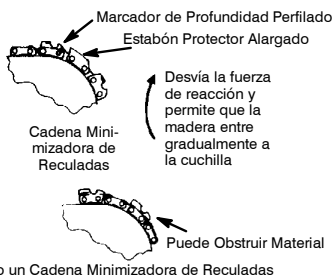 Marcador de Profundidad Perfilado
Estabón Protector Alargado
Desvía la fuerza
de reacción y
permite que la
madera entre
gradualmente a
la cuchilla
Cadena Mini-
mizadora de
Reculadas
Puede Obstruir Material
o un Cadena Minimizadora de Reculadas